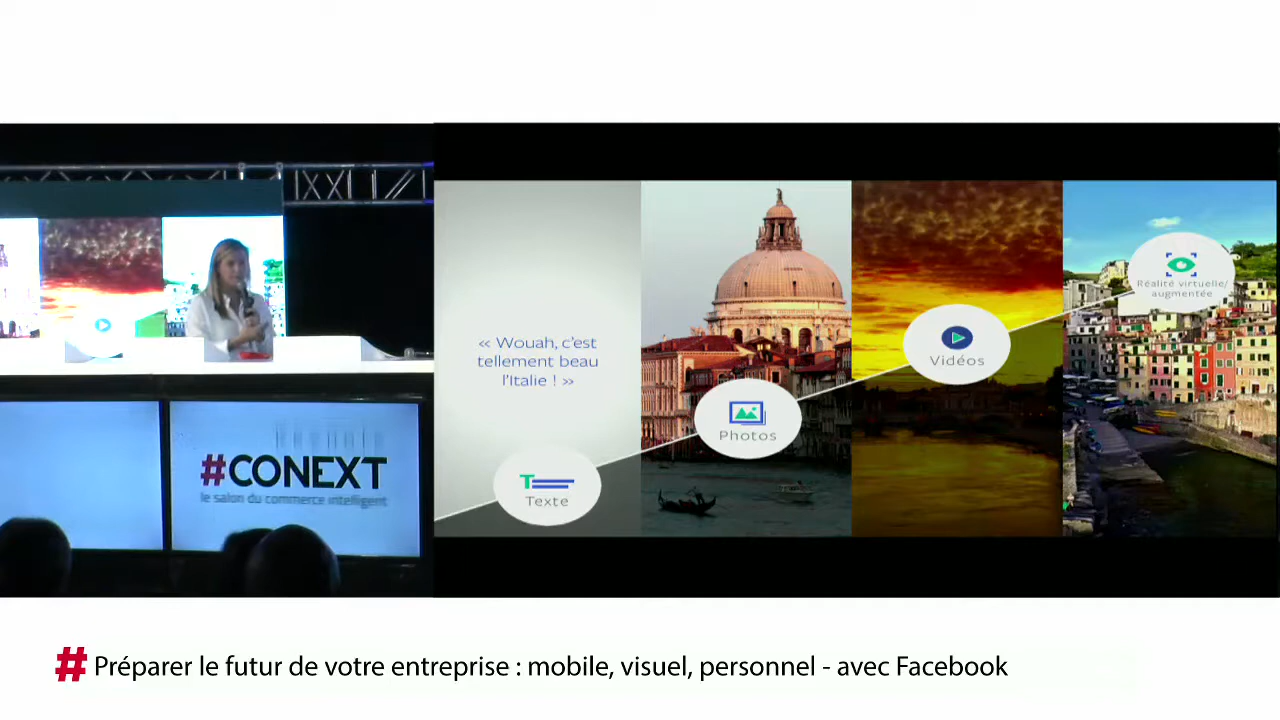 « Wouah, c'est
tellement beau
l'Italie ! »
Texte
Photos
Vidéos
Réalité virtuelle/
augmentée
#CONEXT
le salon du commerce intelligent
# Préparer le futur de votre entreprise : mobile, visuel, personnel - avec Facebook